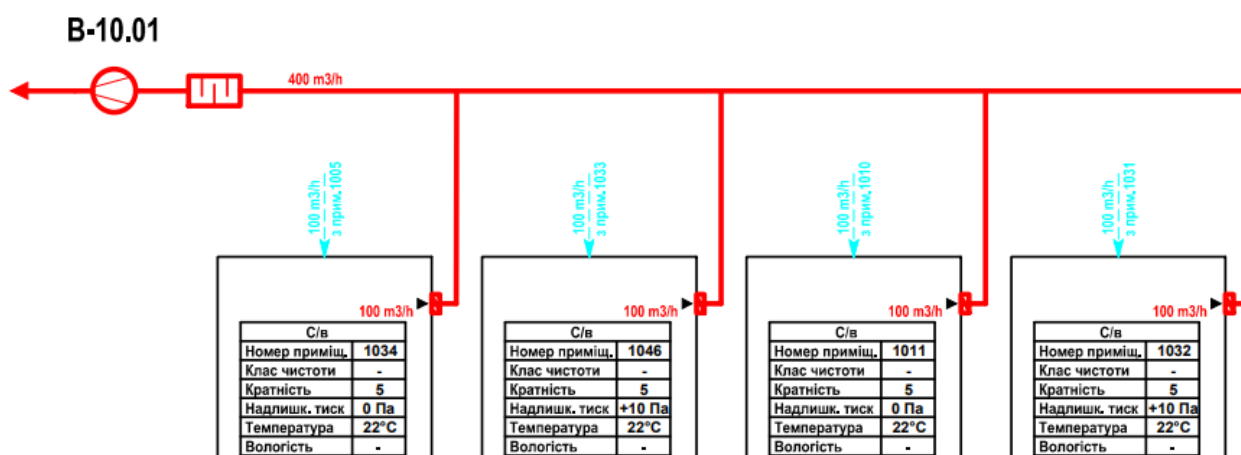 В-10.01
400 m3/h
100 m3/h
з прим.1005
100 m3/h
з прим.1033
100 m3/h
з прим.1010
100 m3/h
з прим.1031
100 m3/h
100 m3/h
100 m3/h
100 m3/h
С/в
Номер приміщ. 1034
Клас чистоти -
Кратність 5
Надлишк. тиск 0 Па
Температура 22°C
Вологість -
С/в
Номер приміщ. 1046
Клас чистоти -
Кратність 5
Надлишк. тиск +10 Па
Температура 22°C
Вологість -
С/в
Номер приміщ. 1011
Клас чистоти -
Кратність 5
Надлишк. тиск 0 Па
Температура 22°C
Вологість -
С/в
Номер приміщ. 1032
Клас чистоти -
Кратність 5
Надлишк. тиск +10 Па
Температура 22°C
Вологість -